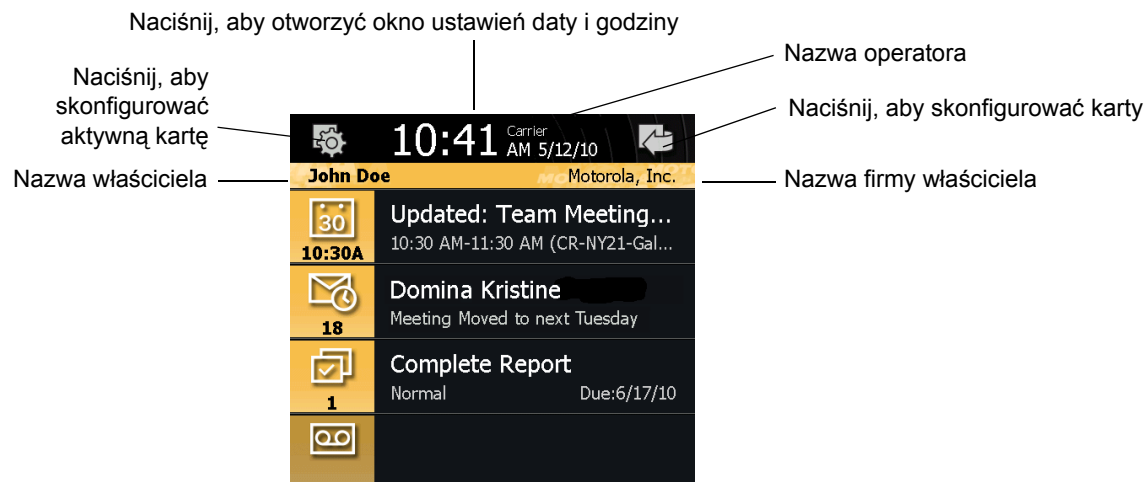 Naciśnij, aby otworzyć okno ustawień daty i godziny
Nazwa operatora
Naciśnij, aby
skonfigurować
aktywną kartę
Naciśnij, aby skonfigurować karty
10:41
Carrier
AM 5/12/10
Nazwa właściciela
John Doe
Motorola, Inc.
Nazwa firmy właściciela
30
10:30A
Updated: Team Meeting...
10:30 AM-11:30 AM (CR-NY21-Gal...
18
Domina Kristine
Meeting Moved to next Tuesday
1
Complete Report
Normal Due:6/17/10